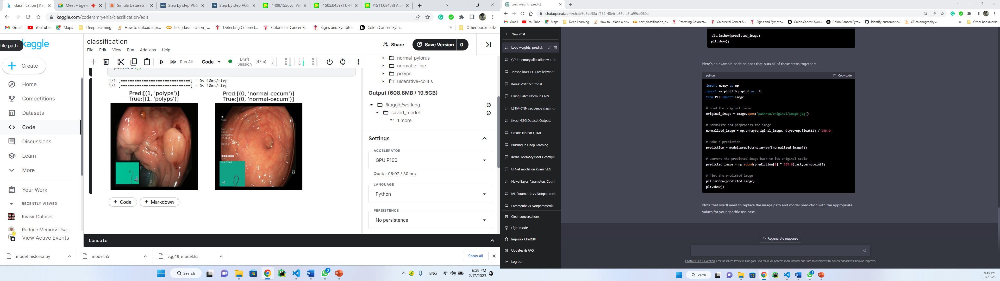 classification | Kag
Meet – bge-c
Simula Datasets -
Step by step VGG
Step by step VGG
[1409.1556v6] Ver
[1505.04597] U-N
[1511.08458] An I
kaggle.com/code/amryehia/classification/edit
Gmail
YouTube
Maps
Deep Learning
How to upload a pr...
text_classification_r...
Detecting Colorect...
Colorectal Cancer S...
Signs and Sympto...
Colon Cancer: Sym...
»
Other bookmarks
file path
kaggle
Create
Home
Competitions
Datasets
Code
Discussions
Learn
More
Your Work
RECENTLY VIEWED
Kvasir Dataset
Reduce Memory Usa...
1
View Active Events
classification
File Edit View Run Add-ons Help
Share
Save Version 0
Run All
Code
Draft Session (47m)
HDD
CPU
RAM
GPU
plt.show()
1/1 [==============================] - 0s 18ms/step
1/1 [==============================] - 0s 18ms/step
Pred:[(1, 'polyps')]
True:[(1, 'polyps')]
Pred:[(0, 'normal-cecum')]
True:[(0, 'normal-cecum')]
+ Code
+ Markdown
normal-pylorus
normal-z-line
polyps
ulcerative-colitis
Output (608.8MB / 19.5GB)
/kaggle/working
saved_model
1 more
Settings
ACCELERATOR
GPU P100
Quota: 06:07 / 30 hrs
LANGUAGE
Python
PERSISTENCE
No persistence
Console
model_history.npy
model.h5
vgg19_model.h5
Show all
Search
3
ENG
6:59 PM
2/17/2023
Load weights, predict.
chat.openai.com/chat/6d8ae98a-f152-48eb-b86c-a5ca99cb060e
Gmail
YouTube
Maps
Deep Learning
How to upload a pr...
text_classification_r...
Detecting Colorect...
Colorectal Cancer S...
Signs and Sympto...
Colon Cancer: Sym...
Colon Cancer: Sym...
identify-customer-s...
CT colonography:...
»
Other bookmarks
+ New chat
Load weights, predict.
GPU memory allocation warnin
TensorFlow CPU Parallelization
Keras: VGG16 tutorial
Using Batch Norm in CNN.
LSTM-CNN sequence classifica
Kvasir-SEG Dataset Outputs
Create Tab Bar HTML
Blurring In Deep Learning
Kernel Memory Boot Descripti
U-Net model on Kvasir-SEG
Naive Bayes Parameters Count
ML Parametric vs Nonparamet
Parametric Vs Nonparametric
Clear conversations
Light mode
Improve ChatGPT
Updates & FAQ
Log out
plt.imshow(predicted_image)
plt.show()
Here's an example code snippet that puts all of these steps together:
python
Copy code
import numpy as np
import matplotlib.pyplot as plt
from PIL import Image
# Load the original image
original_image = Image.open('path/to/original/image.jpg')
# Normalize and preprocess the image
normalized_image = np.array(original_image, dtype=np.float32) / 255.0
# Make a prediction
prediction = model.predict(np.array([normalized_image]))
# Convert the predicted image back to its original scale
predicted_image = np.round(prediction[0] * 255.0).astype(np.uint8)
# Plot the predicted image
plt.imshow(predicted_image)
plt.show()
Note that you'll need to replace the image path and model prediction with the appropriate
values for your specific use case.
Regenerate response
ChatGPT Feb 13 Version. Free Research Preview. Our goal is to make AI systems more natural and safe to interact with. Your feedback will help us improve.
Search
3
6:59 PM
2/17/2023